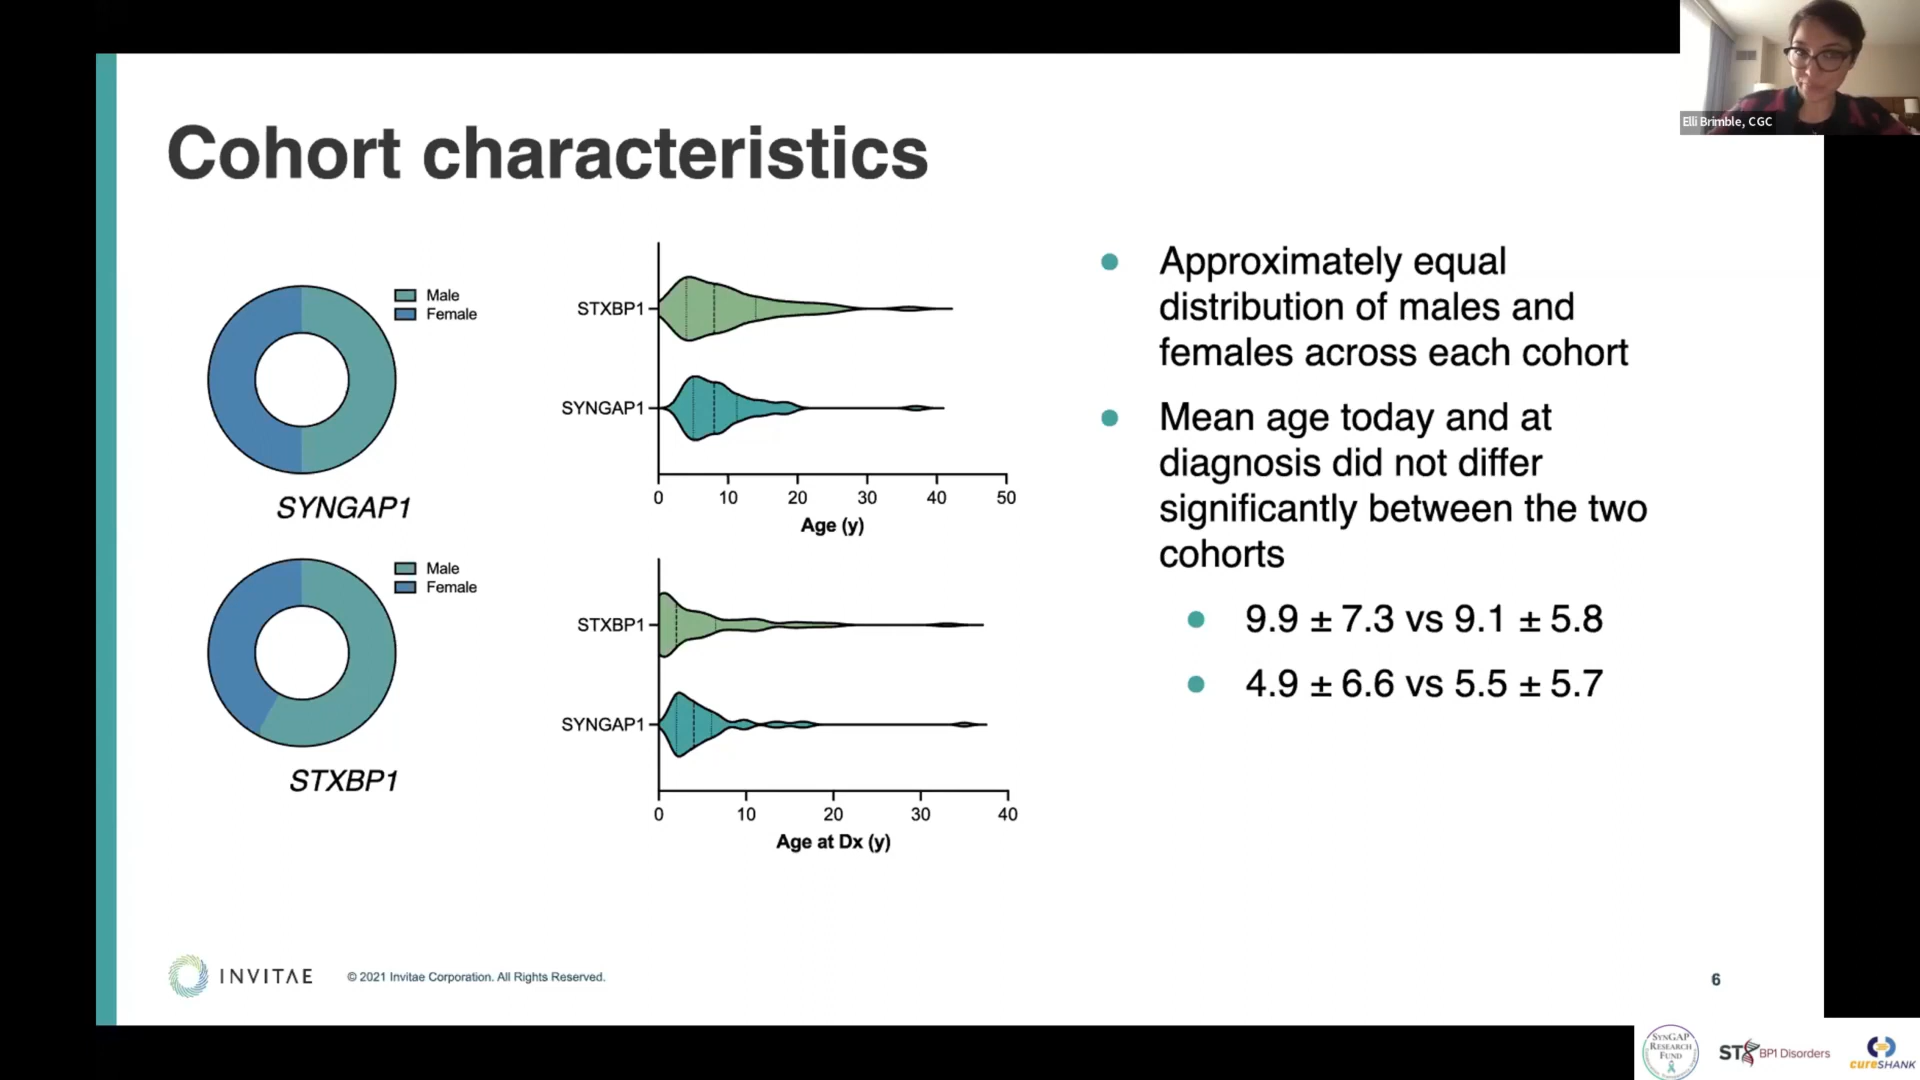 Elli Brimble, CGC
Cohort characteristics
Male
Female
SYNGAP1
Male
Female
STXBP1
STXBP1
SYNGAP1
0 10 20 30 40 50
Age (y)
STXBP1
SYNGAP1
0 10 20 30 40
Age at Dx (y)
Approximately equal
distribution of males and
females across each cohort
Mean age today and at
diagnosis did not differ
significantly between the two
cohorts
9.9 ± 7.3 vs 9.1 ± 5.8
4.9 ± 6.6 vs 5.5 ± 5.7
INVITAE
© 2021 Invitae Corporation. All Rights Reserved.
6
SYNGAP
RESEARCH
FUND
STXBP1 Disorders
cureSHANK